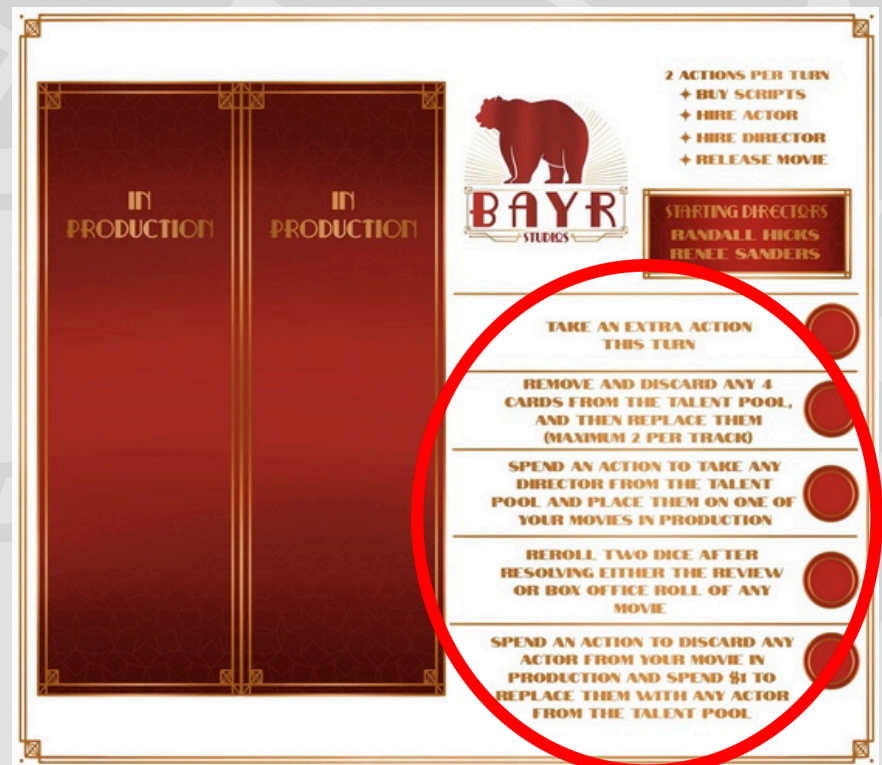 IN
PRODUCTION
IN
PRODUCTION
BAYR
STUDIOS
2 ACTIONS PER TURN
BUY SCRIPTS
HIRE ACTOR
HIRE DIRECTOR
RELEASE MOVIE
STARTING DIRECTORS
RANDALL HICKS
RENEE SANDERS
TAKE AN EXTRA ACTION
THIS TURN
REMOVE AND DISCARD ANY 4
CARDS FROM THE TALENT POOL,
AND THEN REPLACE THEM
(MAXIMUM 2 PER TRACK)
SPEND AN ACTION TO TAKE ANY
DIRECTOR FROM THE TALENT
POOL AND PLACE THEM ON ONE OF
YOUR MOVIES IN PRODUCTION
REROLL TWO DICE AFTER
RESOLVING EITHER THE REVIEW
OR BOX OFFICE ROLL OF ANY
MOVIE
SPEND AN ACTION TO DISCARD ANY
ACTOR FROM YOUR MOVIE IN
PRODUCTION AND SPEND $1 TO
REPLACE THEM WITH ANY ACTOR
FROM THE TALENT POOL